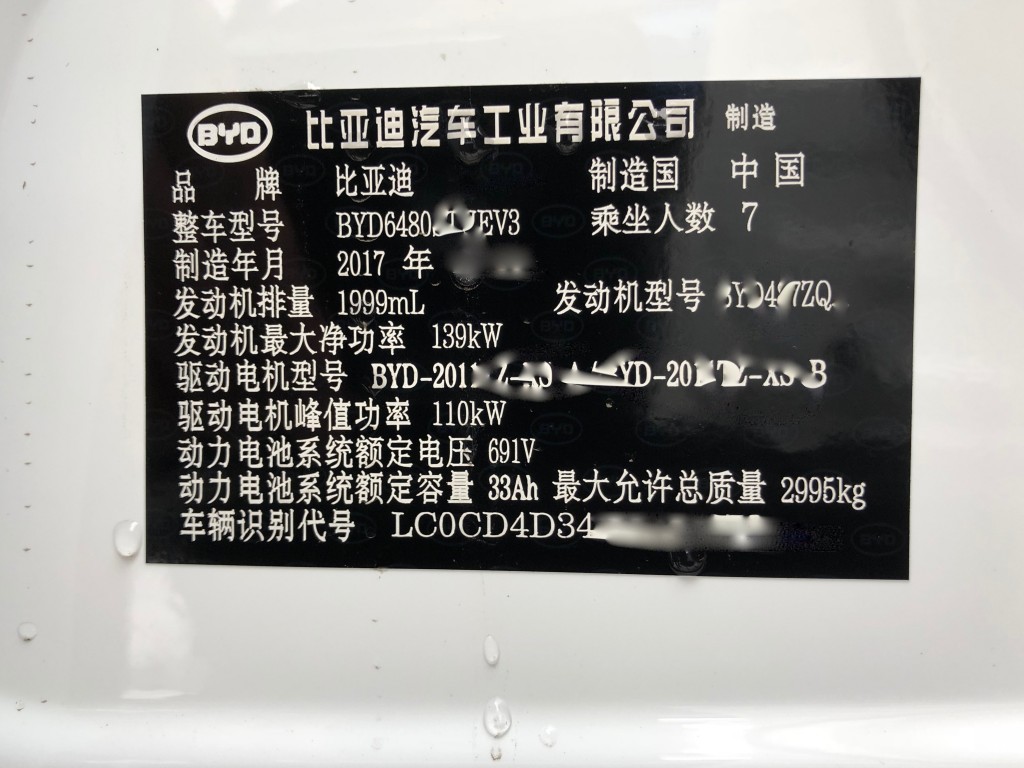 BYD 比亚迪汽车工业有限公司 制造
品 牌 比亚迪 制造国 中国
整车型号 乘坐人数 7
制造年月 2017 年
发动机排量 1999mL 发动机型号
发动机最大净功率 139kW
驱动电机型号
驱动电机峰值功率 110kW
动力电池系统额定电压 691V
动力电池系统额定容量 33Ah 最大允许总质量 2995kg
车辆识别代号 LC0CD4D34